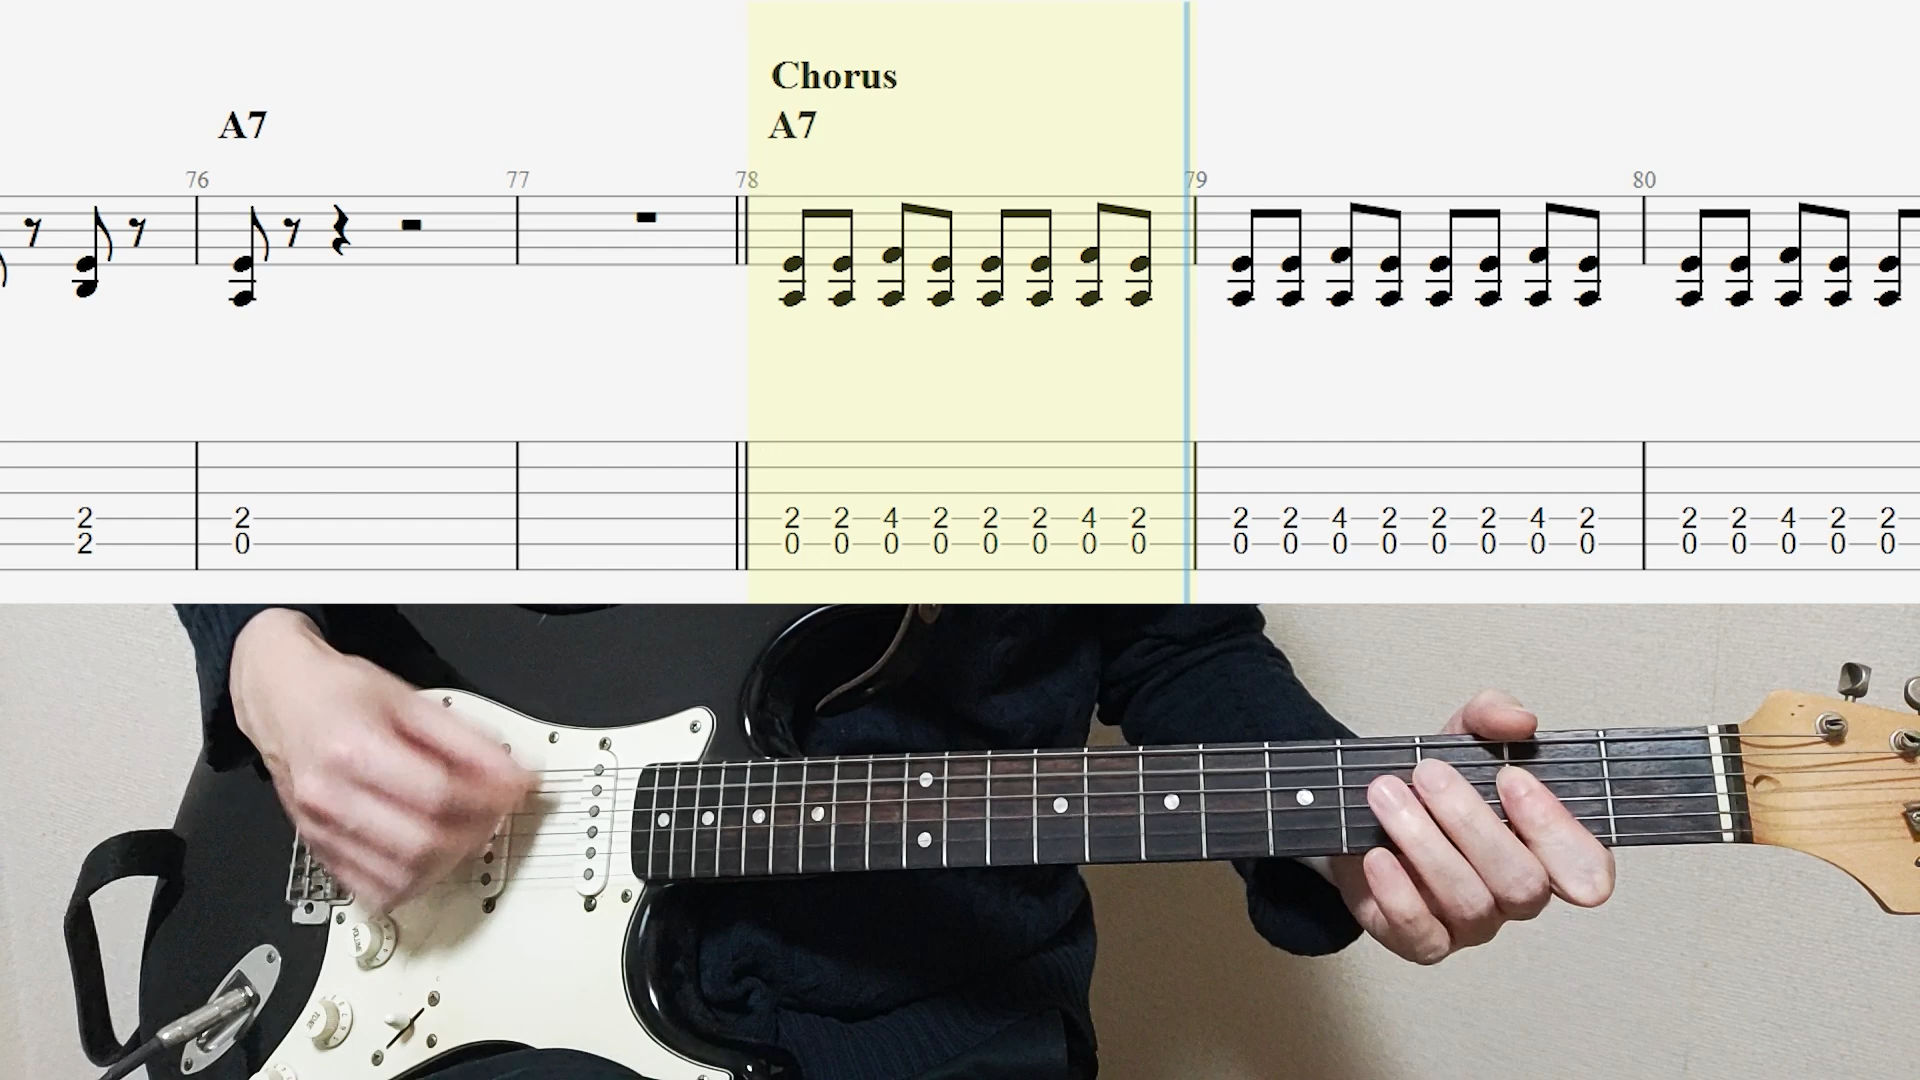 Chorus
A7 A7
76 77 78 79 80
2 2 2 2 4 2 2 2 4 2 2 2 4 2 2 2 4 2 2 2 4 2 2
2 0 0 0 0 0 0 0 0 0 0 0 0 0 0 0 0 0 0 0 0 0 0
VOLUME
TONE